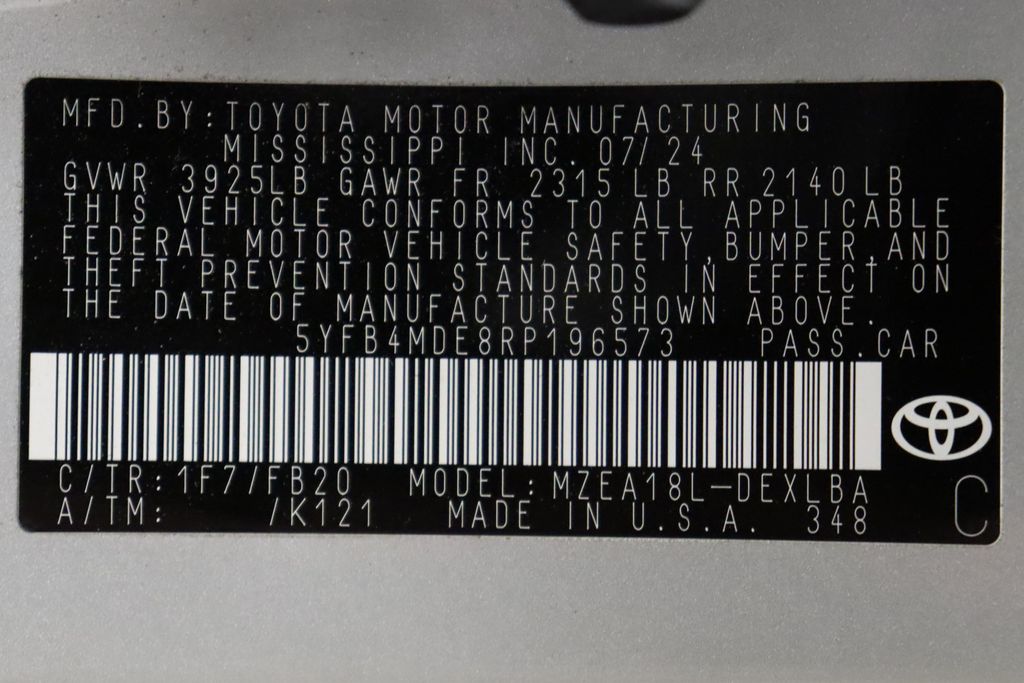 MFD.BY:TOYOTA MOTOR MANUFACTURING
MISSISSIPPI INC. 07/24
GVWR 3925LB GAWR FR 2315LB RR 2140LB
THIS VEHICLE CONFORMS TO ALL APPLICABLE
FEDERAL MOTOR VEHICLE SAFETY,BUMPER,AND
THEFT PREVENTION STANDARDS IN EFFECT ON
THE DATE OF MANUFACTURE SHOWN ABOVE.
5YFB4MDE8RP196573 PASS.CAR
C/TR:1F7/FB20 MODEL:MZEA18L-DEXLBA
A/TM: /K121 MADE IN U.S.A. 348
C